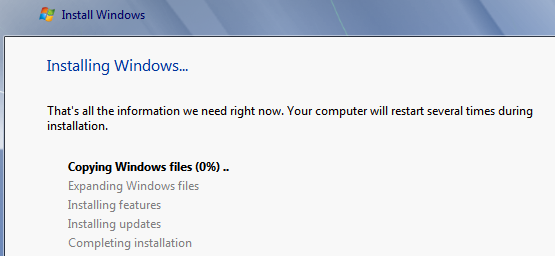 Install Windows
Installing Windows...
That's all the information we need right now. Your computer will restart several times during
installation.
Copying Windows files (0%) ..
Expanding Windows files
Installing features
Installing updates
Completing installation